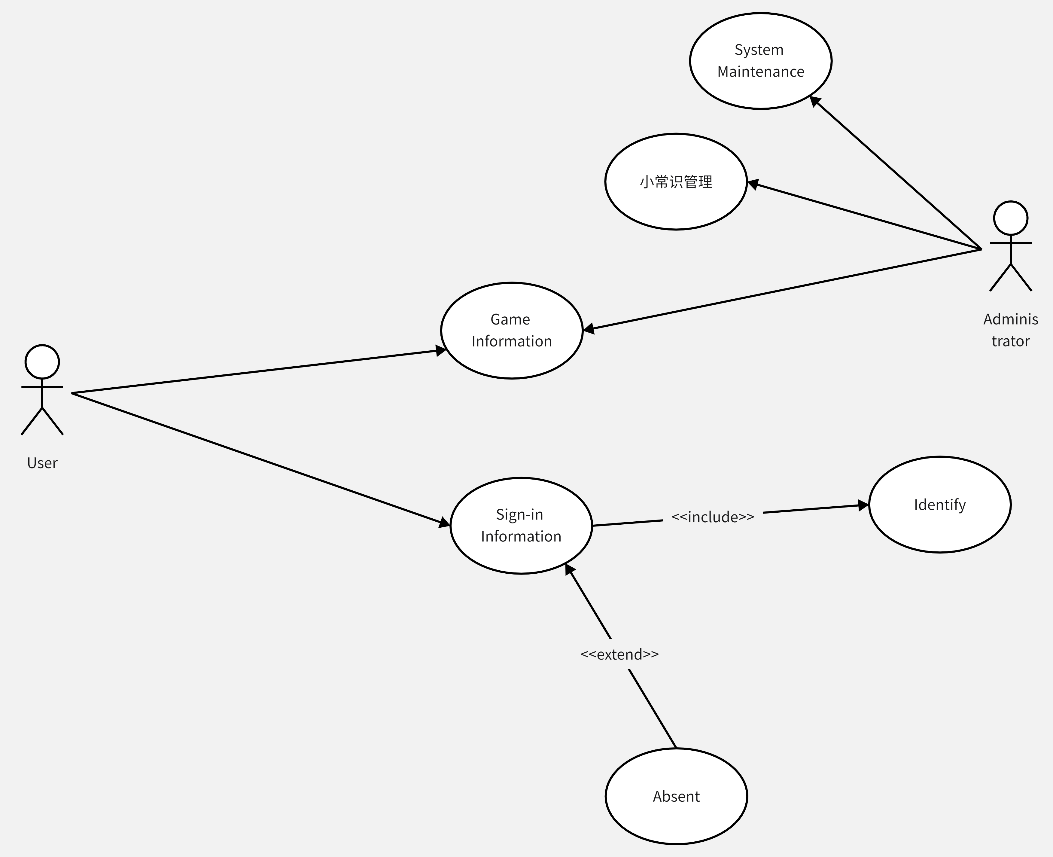 System
Maintenance
小常识管理
Adminis
trator
Game
Information
User
Sign-in
Information
<<include>>
Identify
<<extend>>
Absent